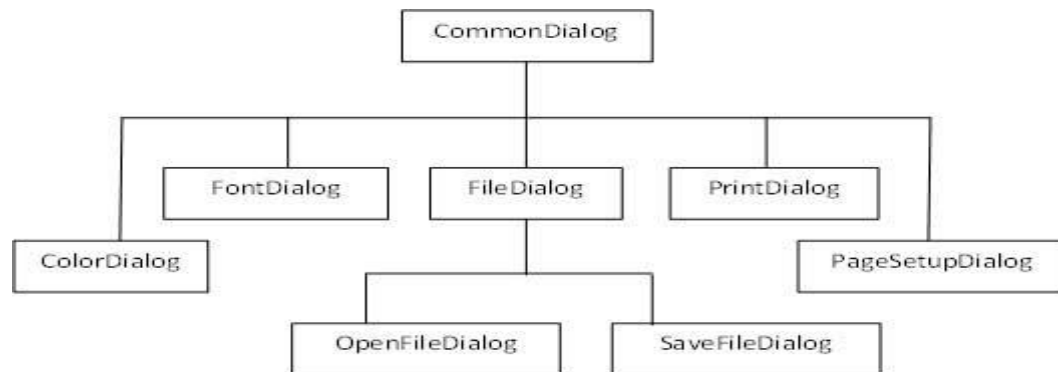 CommonDialog
FontDialog
FileDialog
PrintDialog
ColorDialog
PageSetupDialog
OpenFileDialog
SaveFileDialog